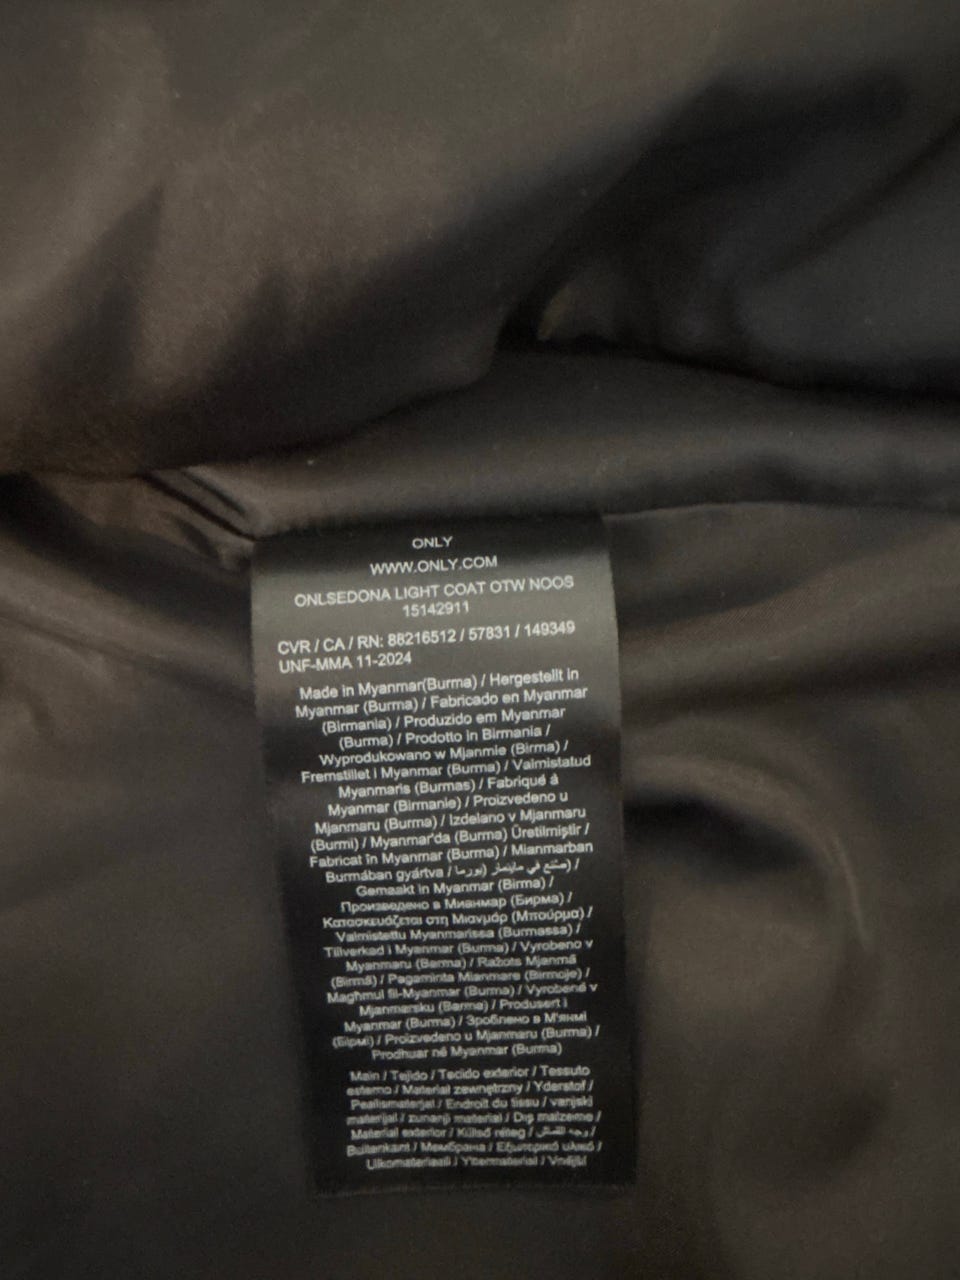 ONLY
WWW.ONLY.COM
ONLSEDONA LIGHT COAT OTW NOOS
15142911
CVR / CA / RN: 88216512 / 57831 / 149349
UNF-MMA 11-2024
Made in Myanmar(Burma) / Hergestellt in
Myanmar (Burma) / Fabricado en Myanmar
(Birmania) / Produzido em Myanmar
(Burma) / Prodotto in Birmania /
Wyprodukowano w Mjanmie (Birma) /
Fremstillet i Myanmar (Burma) / Valmistatud
Myanmaris (Burmas) / Fabriqué à
Myanmar (Birmanie) / Proizvedeno u
Mjanmaru (Burma) / Izdelano v Mjanmaru
(Burmi) / Myanmar'da (Burma) Üretilmiştir /
Fabricat în Myanmar (Burma) / Mianmarban
Burmában gyártva / صُنع في ماينمار (بورما) /
Gemaakt in Myanmar (Birma) /
Произведено в Мианмар (Бирма) /
Κατασκευάζεται στη Μιανμάρ (Μπούρμα) /
Valmistettu Myanmarissa (Burmassa) /
Tillverkad i Myanmar (Burma) / Vyrobeno v
Myanmaru (Barma) / Ražots Mjanmā
(Birmā) / Pagaminta Mianmare (Birmoje) /
Magħmul fil-Myanmar (Burma) / Vyrobené v
Mjanmarsku (Barma) / Produsert i
Myanmar (Burma) / Зроблено в М'янмі
(Бірмі) / Proizvedeno u Mjanmaru (Burma) /
Prodhuar në Myanmar (Burma)
Main / Tejido / Tecido exterior / Tessuto
esterno / Materiał zewnętrzny / Yderstof /
Pealismaterjal / Endroit du tissu / vanjski
materijal / zunanji material / Dış malzeme /
Material exterior / Külső réteg / وجه القماش /
Buitenkant / Мембрана / Εξωτερικό υλικό /
Ulkomateriaali / Yttermaterial / Vnější